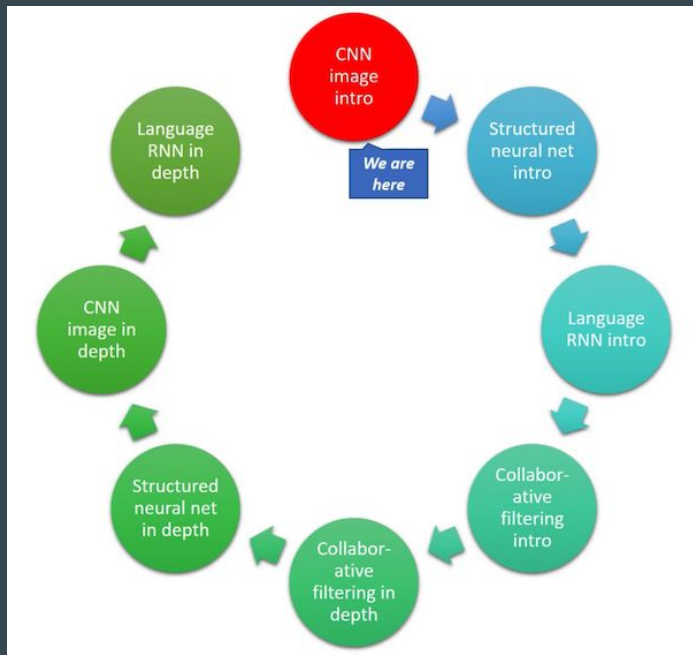 CNN
image
intro
We are
here
Structured
neural net
intro
Language
RNN intro
Collabor-
ative
filtering
intro
Collabor-
ative
filtering in
depth
Structured
neural net
in depth
CNN
image in
depth
Language
RNN in
depth